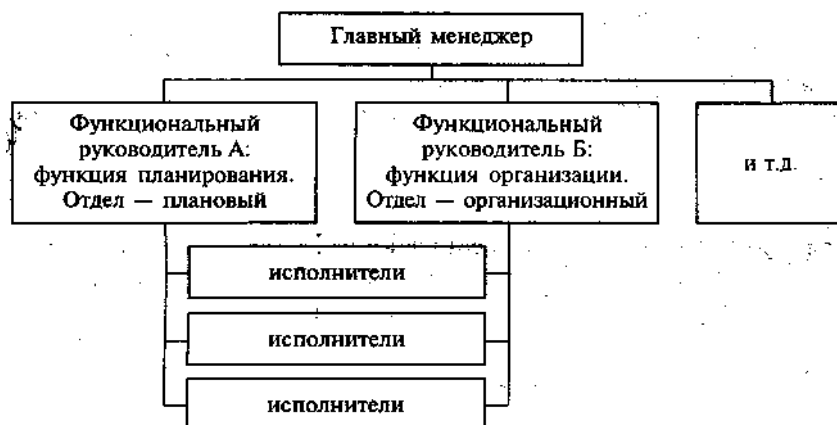 Главный менеджер
Функциональный
руководитель А:
функция планирования.
Отдел — плановый
Функциональный
руководитель Б:
функция организации.
Отдел — организационный
и т.д.
исполнители
исполнители
исполнители